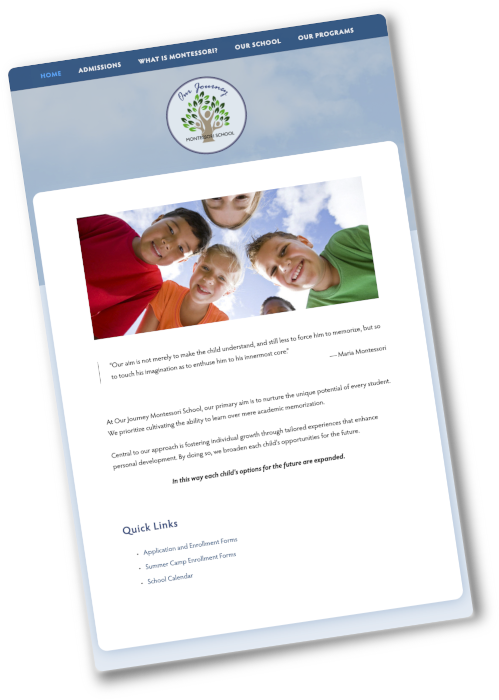 HOME ADMISSIONS WHAT IS MONTESSORI? OUR SCHOOL OUR PROGRAMS
Our Journey
MONTESSORI SCHOOL
"Our aim is not merely to make the child understand, and still less to force him to memorize, but so
to touch his imagination as to enthuse him to his innermost core."
—Maria Montessori
At Our Journey Montessori School, our primary aim is to nurture the unique potential of every student.
We prioritize cultivating the ability to learn over mere academic memorization.
Central to our approach is fostering individual growth through tailored experiences that enhance
personal development. By doing so, we broaden each child's opportunities for the future.
In this way each child's options for the future are expanded.
Quick Links
• Application and Enrollment Forms
• Summer Camp Enrollment Forms
• School Calendar